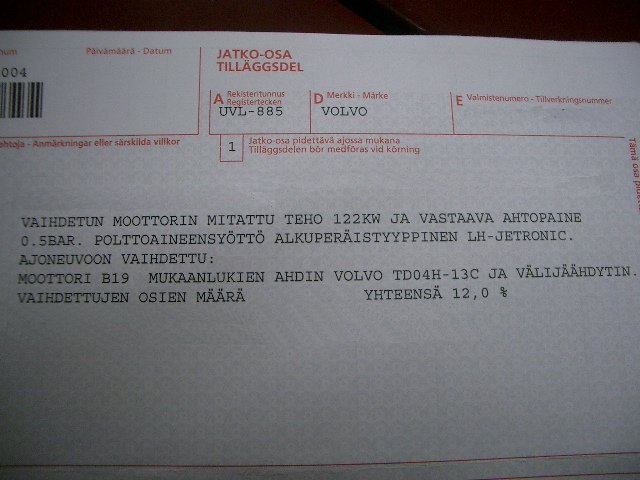 Päivämäärä - Datum
004
JATKO-OSA
TILLÄGGSDEL
A Rekisteritunnus
Registertecken
UVL-885
D Merkki - Märke
VOLVO
E Valmistenumero - Tillverkningsnummer
Anmärkningar eller särskilda villkor
1
Jatko-osa pidettävä ajossa mukana
Tilläggsdelen bör medföras vid körning
Tämä osa
VAIHDETUN MOOTTORIN MITATTU TEHO 122KW JA VASTAAVA AHTOPAINE
0.5BAR. POLTTOAINEENSYÖTTÖ ALKUPERÄISTYYPPINEN LH-JETRONIC.
AJONEUVOON VAIHDETTU:
MOOTTORI B19 MUKAANLUKIEN AHDIN VOLVO TD04H-13C JA VÄLIJÄÄHDYTIN.
VAIHDETTUJEN OSIEN MÄÄRÄ YHTEENSÄ 12,0 %